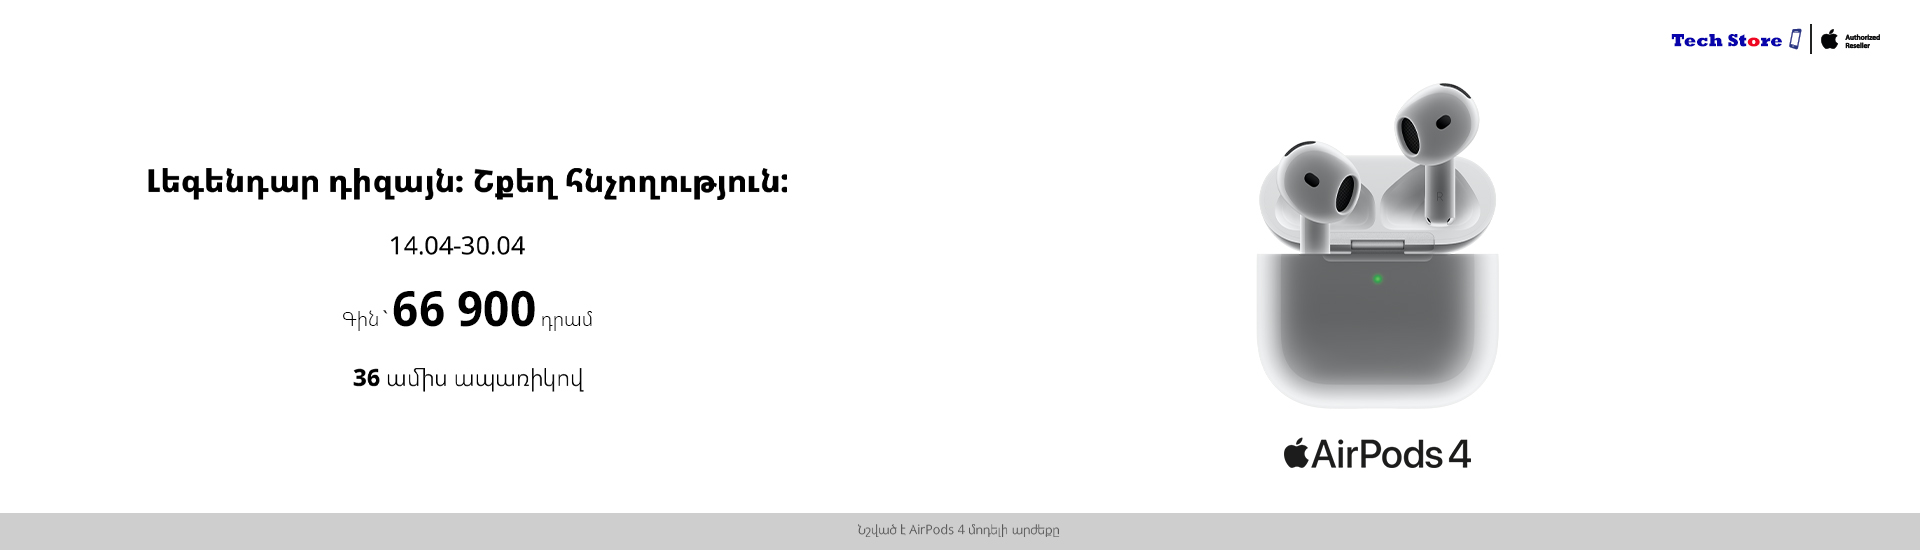 Tech Store
Authorized
Reseller
Լեգենդար դիզայն: Շքեղ հնչողություն:
14.04-30.04
Գին՝ 66 900 դրամ
36 ամիս ապառիկով
R
AirPods 4
Նշված է AirPods 4 մոդելի արժեքը